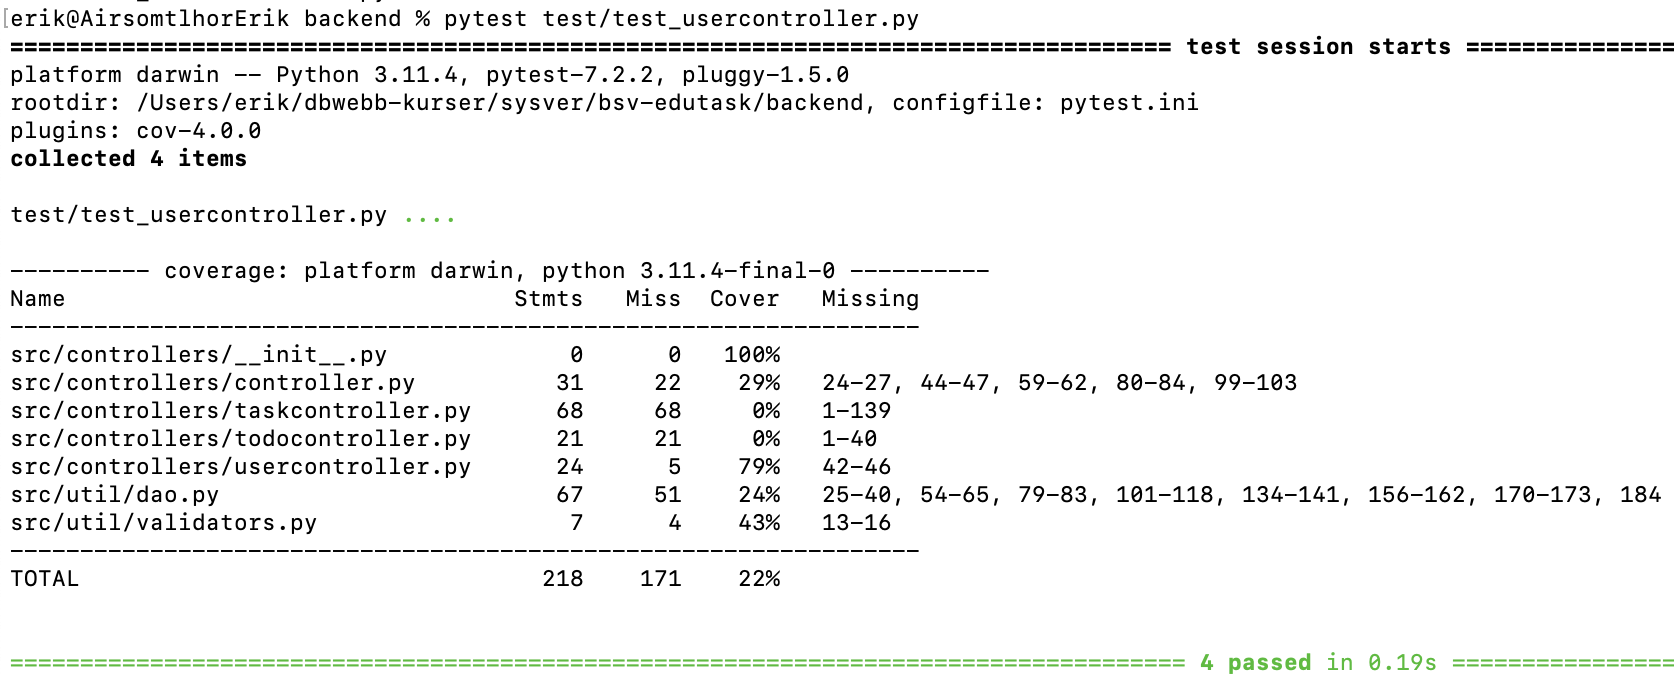 [erik@AirsomtlhorErik backend % pytest test/test_usercontroller.py
==================================================================================== test session starts ===============
platform darwin -- Python 3.11.4, pytest-7.2.2, pluggy-1.5.0
rootdir: /Users/erik/dbwebb-kurser/sysver/bsv-edutask/backend, configfile: pytest.ini
plugins: cov-4.0.0
collected 4 items

test/test_usercontroller.py ....

---------- coverage: platform darwin, python 3.11.4-final-0 ----------
Name                                Stmts   Miss  Cover   Missing
-----------------------------------------------------------------
src/controllers/__init__.py             0      0   100%
src/controllers/controller.py          31     22    29%   24-27, 44-47, 59-62, 80-84, 99-103
src/controllers/taskcontroller.py      68     68     0%   1-139
src/controllers/todocontroller.py      21     21     0%   1-40
src/controllers/usercontroller.py      24      5    79%   42-46
src/util/dao.py                        67     51    24%   25-40, 54-65, 79-83, 101-118, 134-141, 156-162, 170-173, 184
src/util/validators.py                  7      4    43%   13-16
-----------------------------------------------------------------
TOTAL                                 218    171    22%

==================================================================================== 4 passed in 0.19s ================